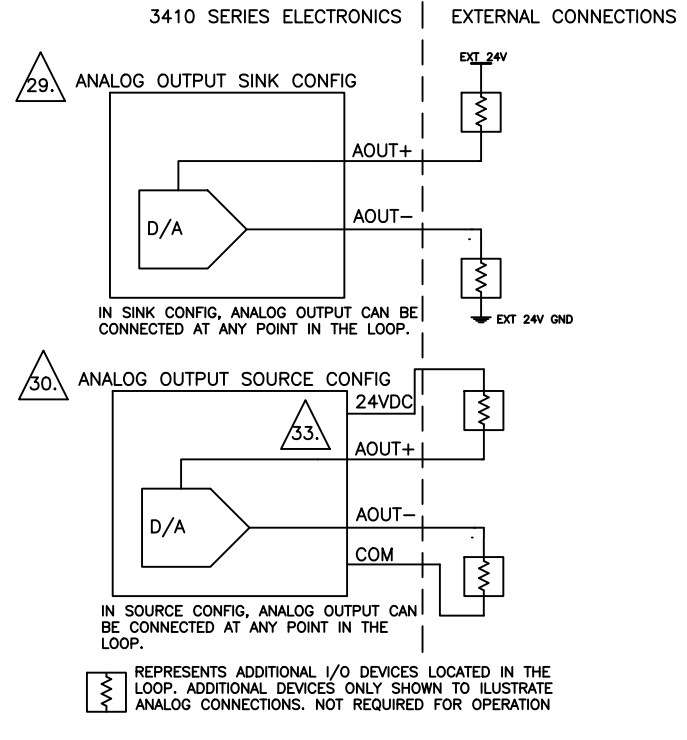 3410 SERIES ELECTRONICS
EXTERNAL CONNECTIONS
29.
ANALOG OUTPUT SINK CONFIG
EXT 24V
AOUT+
D/A
AOUT–
IN SINK CONFIG, ANALOG OUTPUT CAN BE
CONNECTED AT ANY POINT IN THE LOOP.
EXT 24V GND
30.
ANALOG OUTPUT SOURCE CONFIG
24VDC
33.
AOUT+
D/A
AOUT–
COM
IN SOURCE CONFIG, ANALOG OUTPUT CAN
BE CONNECTED AT ANY POINT IN THE
LOOP.
REPRESENTS ADDITIONAL I/O DEVICES LOCATED IN THE
LOOP. ADDITIONAL DEVICES ONLY SHOWN TO ILUSTRATE
ANALOG CONNECTIONS. NOT REQUIRED FOR OPERATION